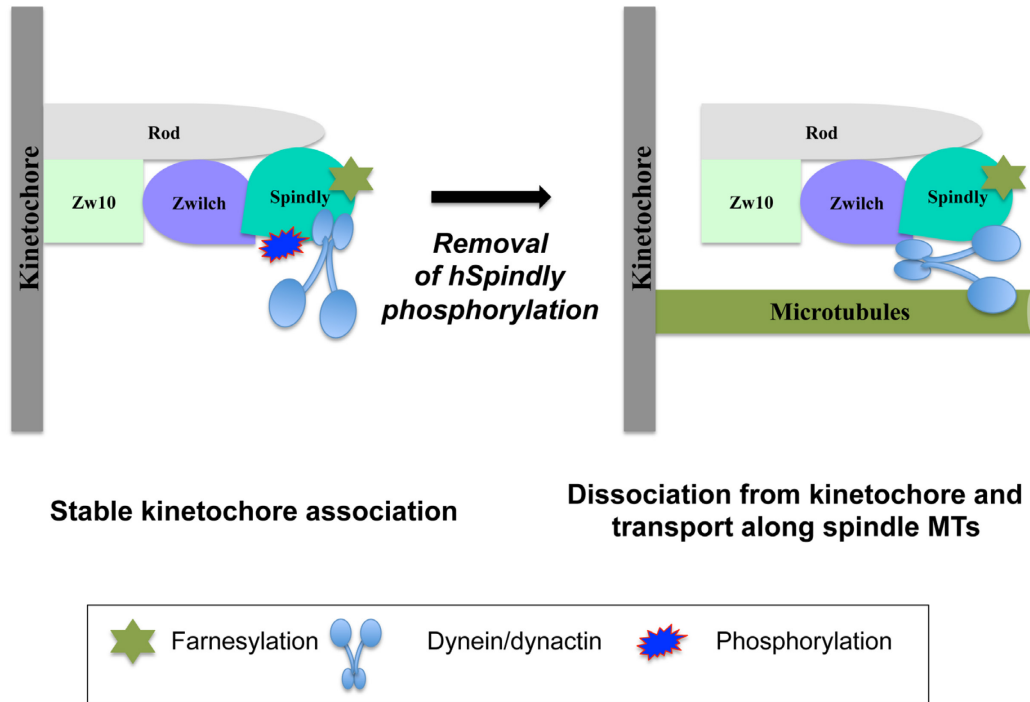 Kinetochore
Rod
Zw10
Zwilch
Spindly
Removal
of hSpindly
phosphorylation
Kinetochore
Rod
Zw10
Zwilch
Spindly
Microtubules
Stable kinetochore association
Dissociation from kinetochore and
transport along spindle MTs
Farnesylation
Dynein/dynactin
Phosphorylation